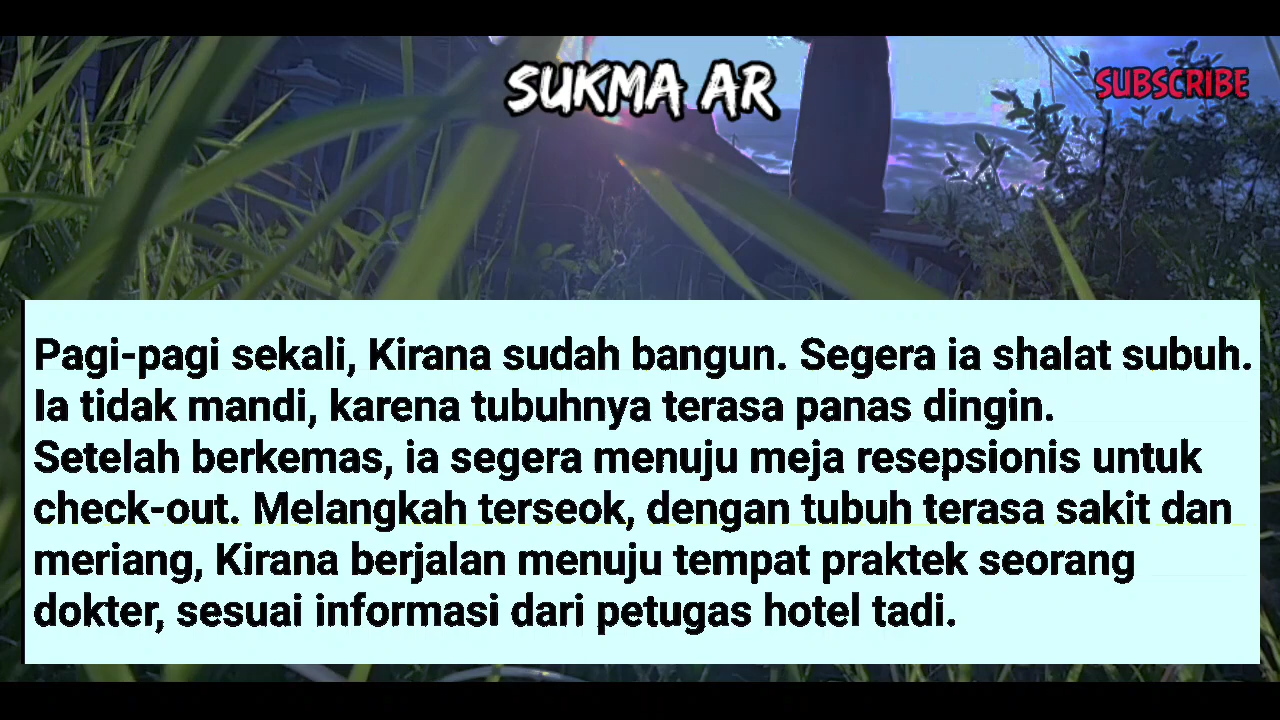 SUKMA AR
SUBSCRIBE
Pagi-pagi sekali, Kirana sudah bangun. Segera ia shalat subuh.
Ia tidak mandi, karena tubuhnya terasa panas dingin.
Setelah berkemas, ia segera menuju meja resepsionis untuk
check-out. Melangkah terseok, dengan tubuh terasa sakit dan
meriang, Kirana berjalan menuju tempat praktek seorang
dokter, sesuai informasi dari petugas hotel tadi.